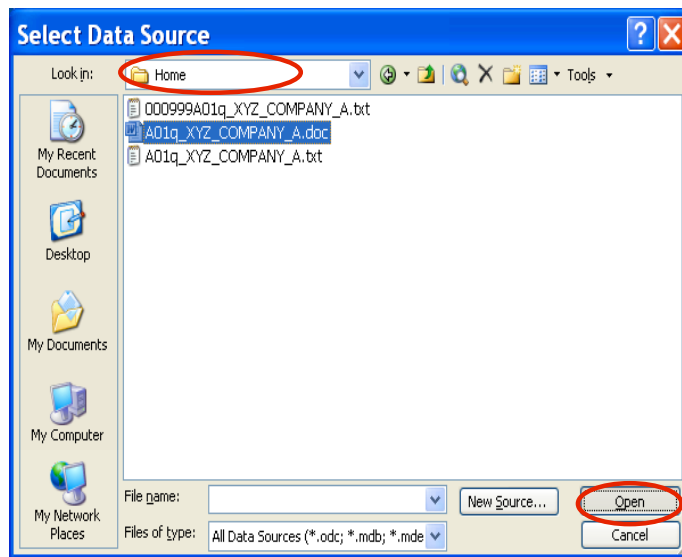 Select Data Source
Look in:
Home
Tools
000999A01q_XYZ_COMPANY_A.txt
A01q_XYZ_COMPANY_A.doc
A01q_XYZ_COMPANY_A.txt
My Recent
Documents
Desktop
My Documents
My Computer
My Network
Places
File name:
New Source...
Open
Files of type:
All Data Sources (*.odc; *.mdb; *.mde
Cancel